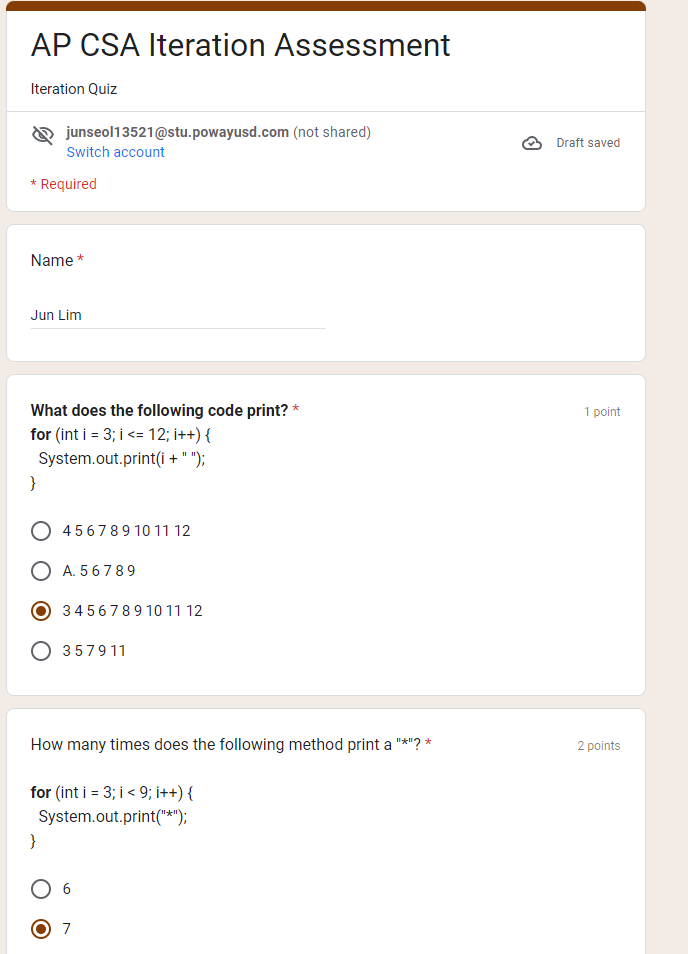 AP CSA Iteration Assessment
Iteration Quiz
junseol13521@stu.powayusd.com (not shared)
Draft saved
Switch account
* Required
Name *
Jun Lim
What does the following code print? *
1 point
for (int i = 3; i <= 12; i++) {
System.out.print(i + " ");
}
4 5 6 7 8 9 10 11 12
A. 5 6 7 8 9
3 4 5 6 7 8 9 10 11 12
3 5 7 9 11
How many times does the following method print a "*"? *
2 points
for (int i = 3; i < 9; i++) {
System.out.print("*");
}
6
7